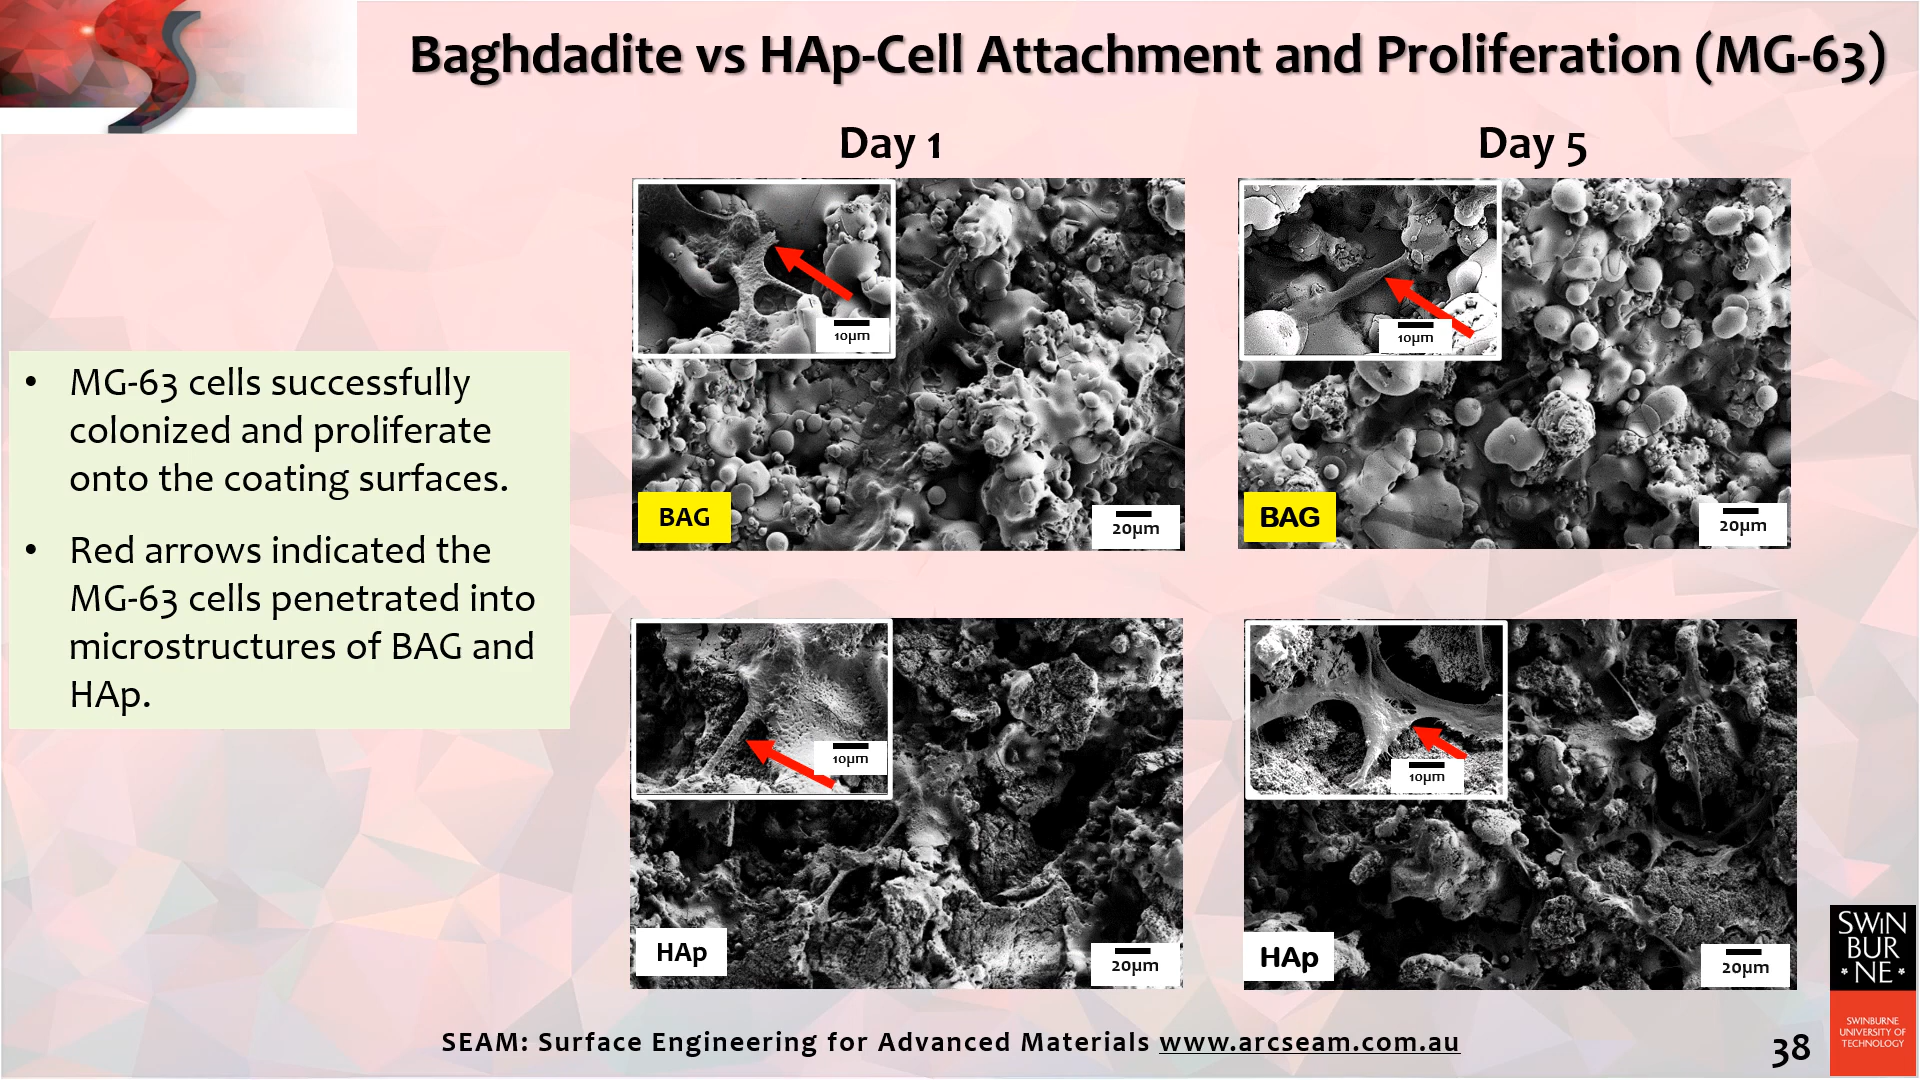 Baghdadite vs HAp-Cell Attachment and Proliferation (MG-63)
Day 1
Day 5
• MG-63 cells successfully
colonized and proliferate
onto the coating surfaces.
• Red arrows indicated the
MG-63 cells penetrated into
microstructures of BAG and
HAp.
10µm
BAG
20µm
10µm
BAG
20µm
10µm
HAp
20µm
10µm
HAp
20µm
SEAM: Surface Engineering for Advanced Materials www.arcseam.com.au
38
SWIN
BUR
*NE*
SWINBURNE
UNIVERSITY OF
TECHNOLOGY